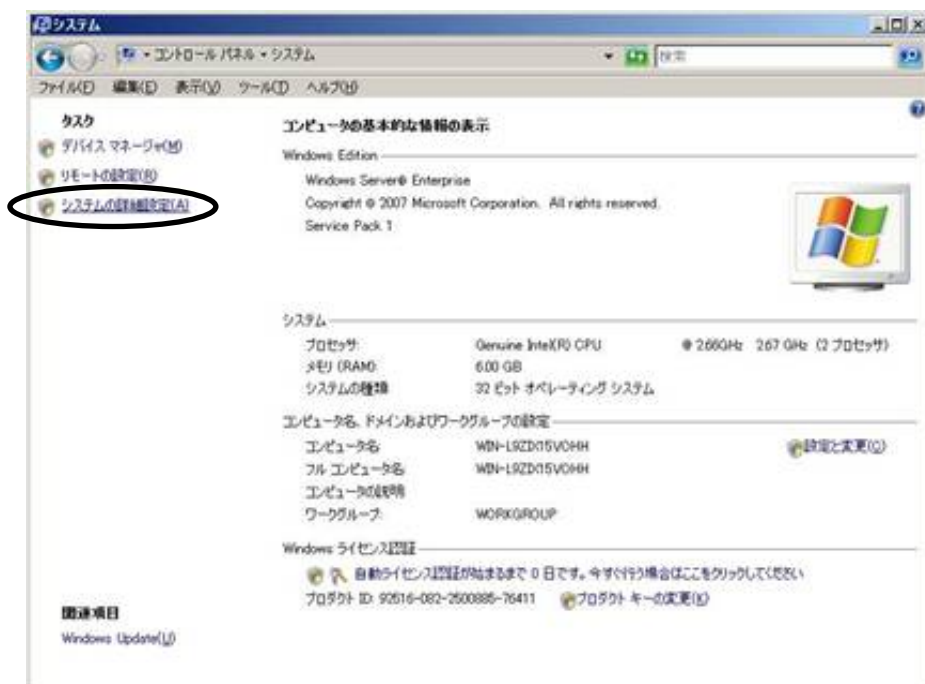 システム
コントロール パネル システム
検索
ファイル(F) 編集(E) 表示(V) ツール(T) ヘルプ(H)
タスク
デバイス マネージャ(M)
リモートの設定(R)
システムの詳細設定(A)
コンピュータの基本的な情報の表示
Windows Edition
Windows Server® Enterprise
Copyright © 2007 Microsoft Corporation. All rights reserved.
Service Pack 1
システム
プロセッサ: Genuine Intel(R) CPU @ 2.66GHz 2.67 GHz (2 プロセッサ)
メモリ (RAM): 6.00 GB
システムの種類 32 ビット オペレーティング システム
コンピュータ名、ドメインおよびワークグループの設定
コンピュータ名 設定と変更(C)
フル コンピュータ名
コンピュータの説明
ワークグループ: WORKGROUP
Windows ライセンス認証
自動ライセンス認証が始まるまで 0 日です。今すぐ行う場合はここをクリックしてください
プロダクト ID: 92516-082-2500885-76411 プロダクト キーの変更(K)
関連項目
Windows Update(U)